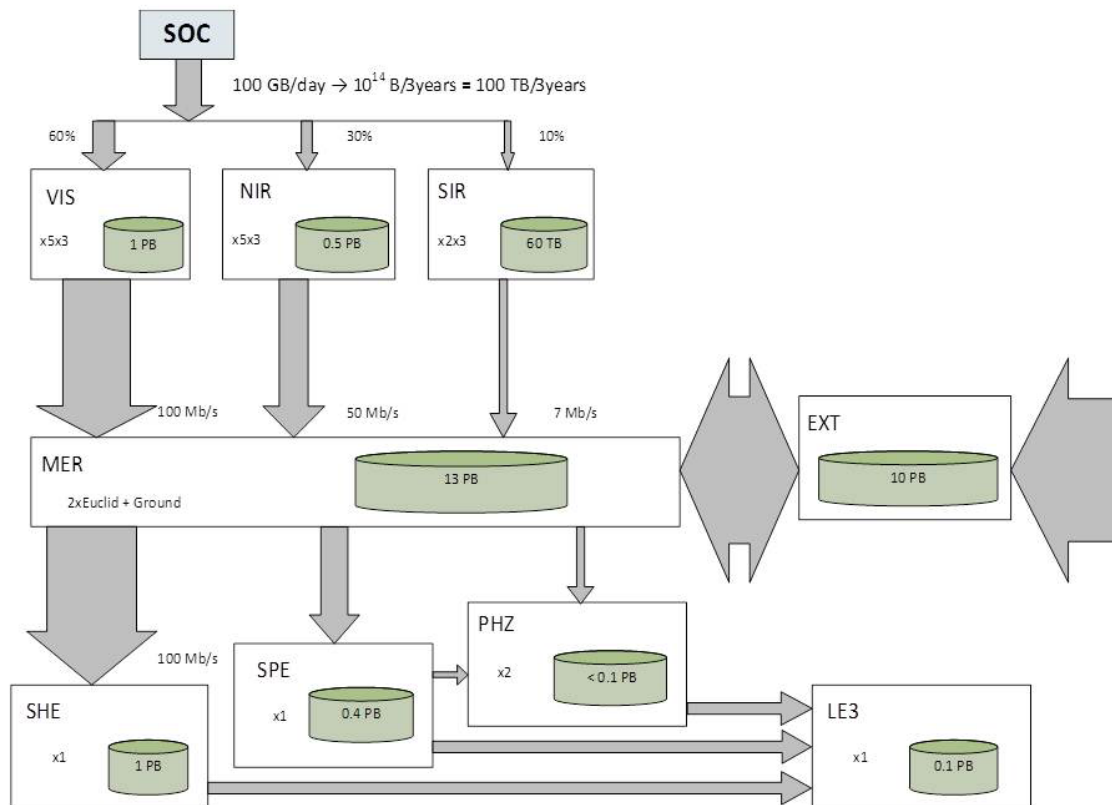 SOC
100 GB/day → 10¹⁴ B/3years = 100 TB/3years
60%
30%
10%
VIS
x5x3
1 PB
NIR
x5x3
0.5 PB
SIR
x2x3
60 TB
100 Mb/s
50 Mb/s
7 Mb/s
MER
2xEuclid + Ground
13 PB
EXT
10 PB
100 Mb/s
SHE
x1
1 PB
SPE
x1
0.4 PB
PHZ
x2
< 0.1 PB
LE3
x1
0.1 PB